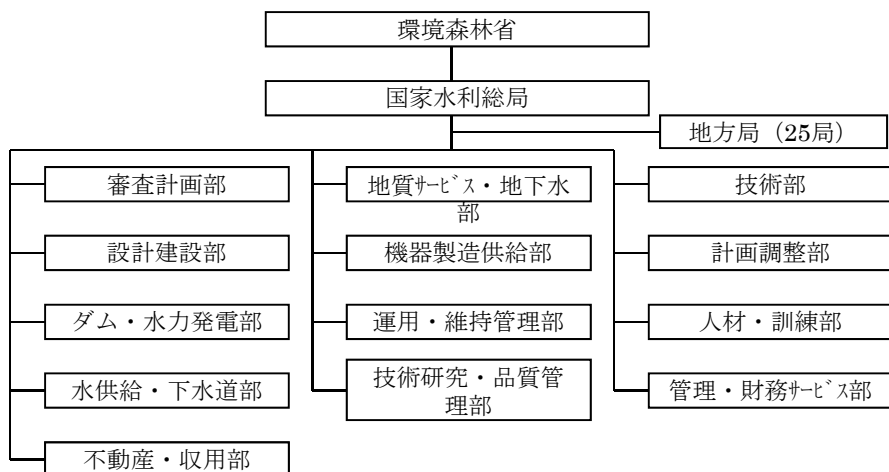 環境森林省
国家水利総局
地方局（25局）
審査計画部
地質ｻｰﾋﾞｽ・地下水
部
技術部
設計建設部
機器製造供給部
計画調整部
ダム・水力発電部
運用・維持管理部
人材・訓練部
水供給・下水道部
技術研究・品質管
理部
管理・財務ｻｰﾋﾞｽ部
不動産・収用部